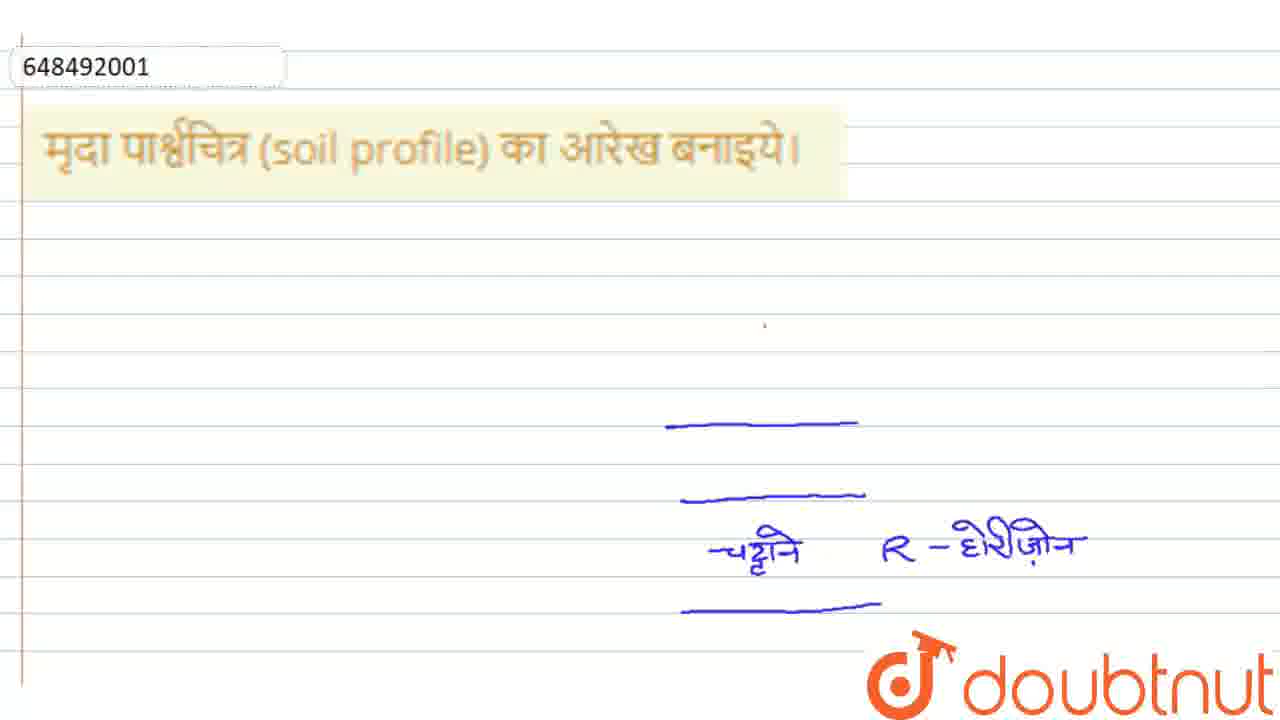 648492001
मृदा पार्श्वचित्र (soil profile) का आरेख बनाइये।
चट्टाने R - होरीज़ोन
doubtnut